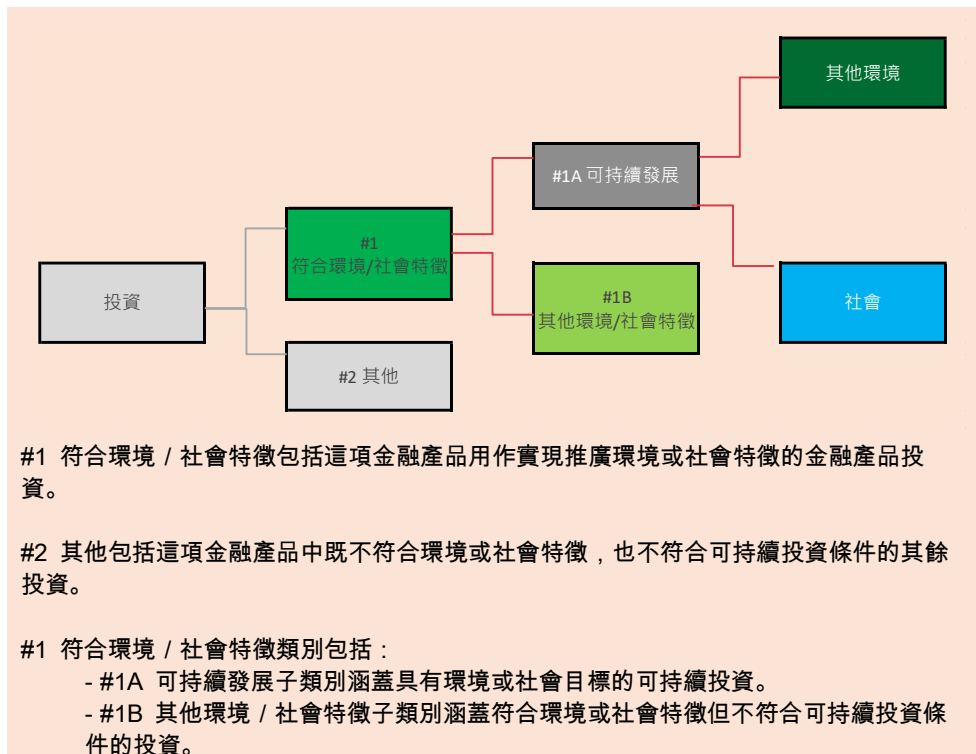 其他環境
#1A 可持續發展
#1
符合環境/社會特徵
投資
#1B
其他環境/社會特徵
社會
#2 其他
#1 符合環境 / 社會特徵包括這項金融產品用作實現推廣環境或社會特徵的金融產品投
資。
#2 其他包括這項金融產品中既不符合環境或社會特徵，也不符合可持續投資條件的其餘
投資。
#1 符合環境 / 社會特徵類別包括：
- #1A 可持續發展子類別涵蓋具有環境或社會目標的可持續投資。
- #1B 其他環境 / 社會特徵子類別涵蓋符合環境或社會特徵但不符合可持續投資條
件的投資。